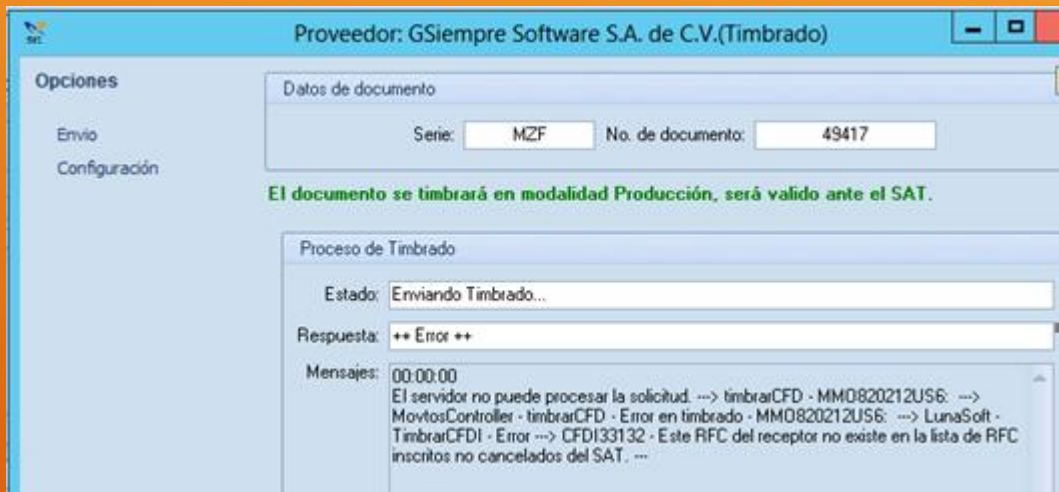 Proveedor: GSiempre Software S.A. de C.V.(Timbrado)
Opciones
Envio
Configuración
Datos de documento
Serie: MZF No. de documento: 49417
El documento se timbrará en modalidad Producción, será valido ante el SAT.
Proceso de Timbrado
Estado: Enviando Timbrado...
Respuesta: ++ Error ++
Mensajes: 00:00:00
El servidor no puede procesar la solicitud. ---> timbrarCFD - MMO820212US6: --->
MovtosController - timbrarCFD - Error en timbrado - MMO820212US6: ---> LunaSoft -
TimbrarCFDI - Error ---> CFDI33132 - Este RFC del receptor no existe en la lista de RFC
inscritos no cancelados del SAT. ---